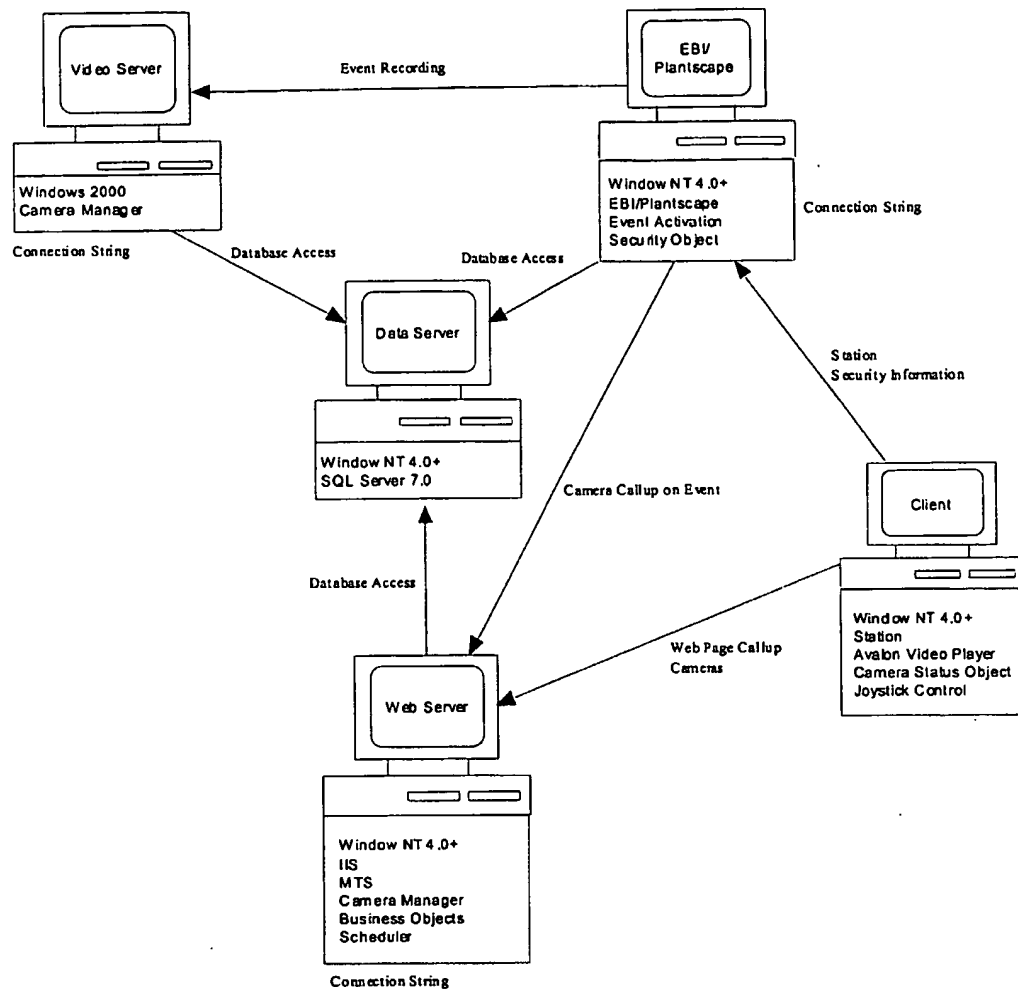 Video Server
Event Recording
EBI/
Plantscape
Windows 2000
Camera Manager
Connection String
Window NT 4.0+
EBI/Plantscape
Event Activation
Security Object
Connection String
Database Access
Database Access
Data Server
Window NT 4.0+
SQL Server 7.0
Station
Security Information
Camera Callup on Event
Client
Window NT 4.0+
Station
Avalon Video Player
Camera Status Object
Joystick Control
Database Access
Web Page Callup
Cameras
Web Server
Window NT 4.0+
IIS
MTS
Camera Manager
Business Objects
Scheduler
Connection String